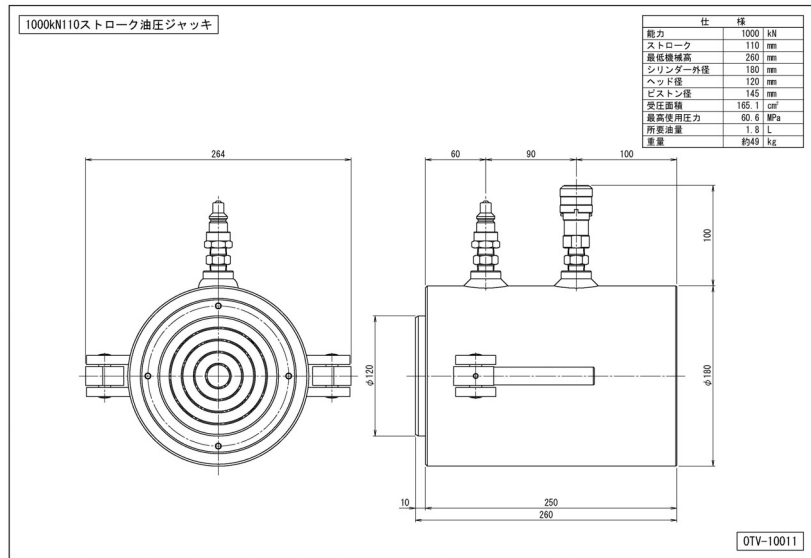 1000kN110ストローク油圧ジャッキ
仕 様
能力 1000 kN
ストローク 110 mm
最低機械高 260 mm
シリンダー外径 180 mm
ヘッド径 120 mm
ピストン径 145 mm
受圧面積 165.1 cm²
最高使用圧力 60.6 MPa
所要油量 1.8 L
重量 約49 kg
264
60 90 100
100
φ120
φ180
10 250
260
OTV-10011